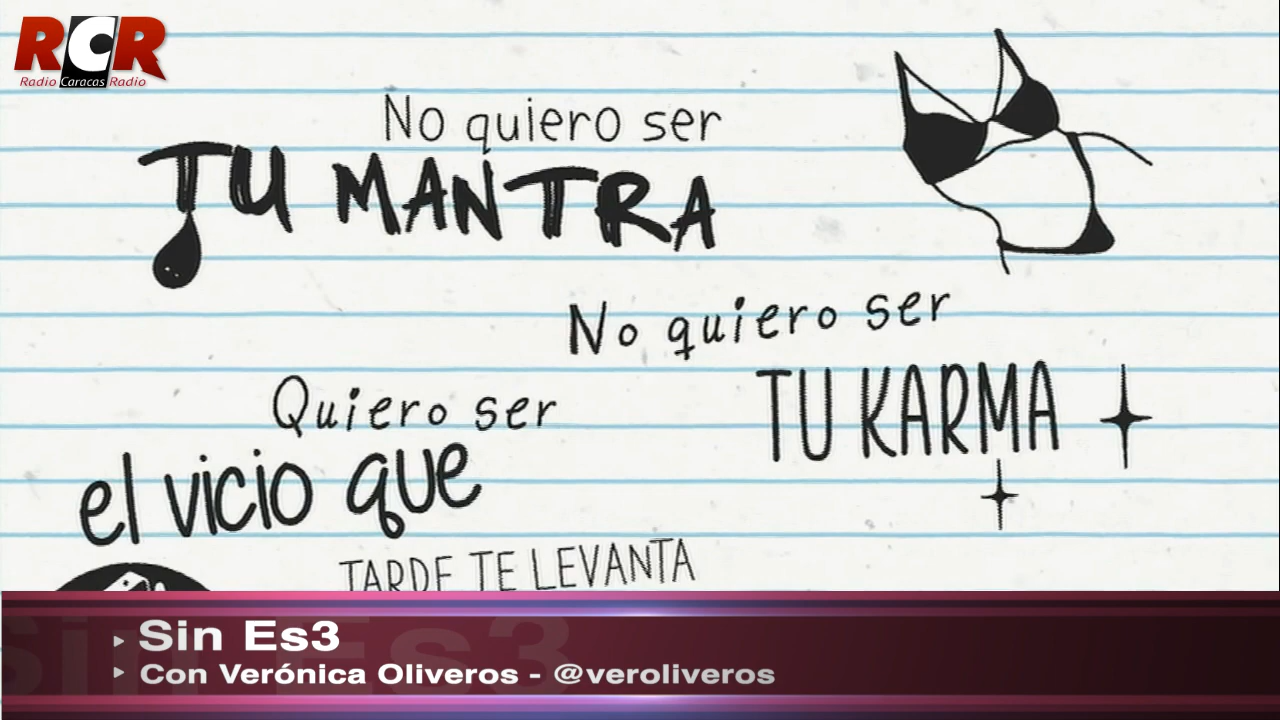 RCR
Radio Caracas Radio
No quiero ser
TU MANTRA
No quiero ser
TU KARMA
Quiero ser
el vicio que
TARDE TE LEVANTA
Sin Es3
Con Verónica Oliveros - @veroliveros